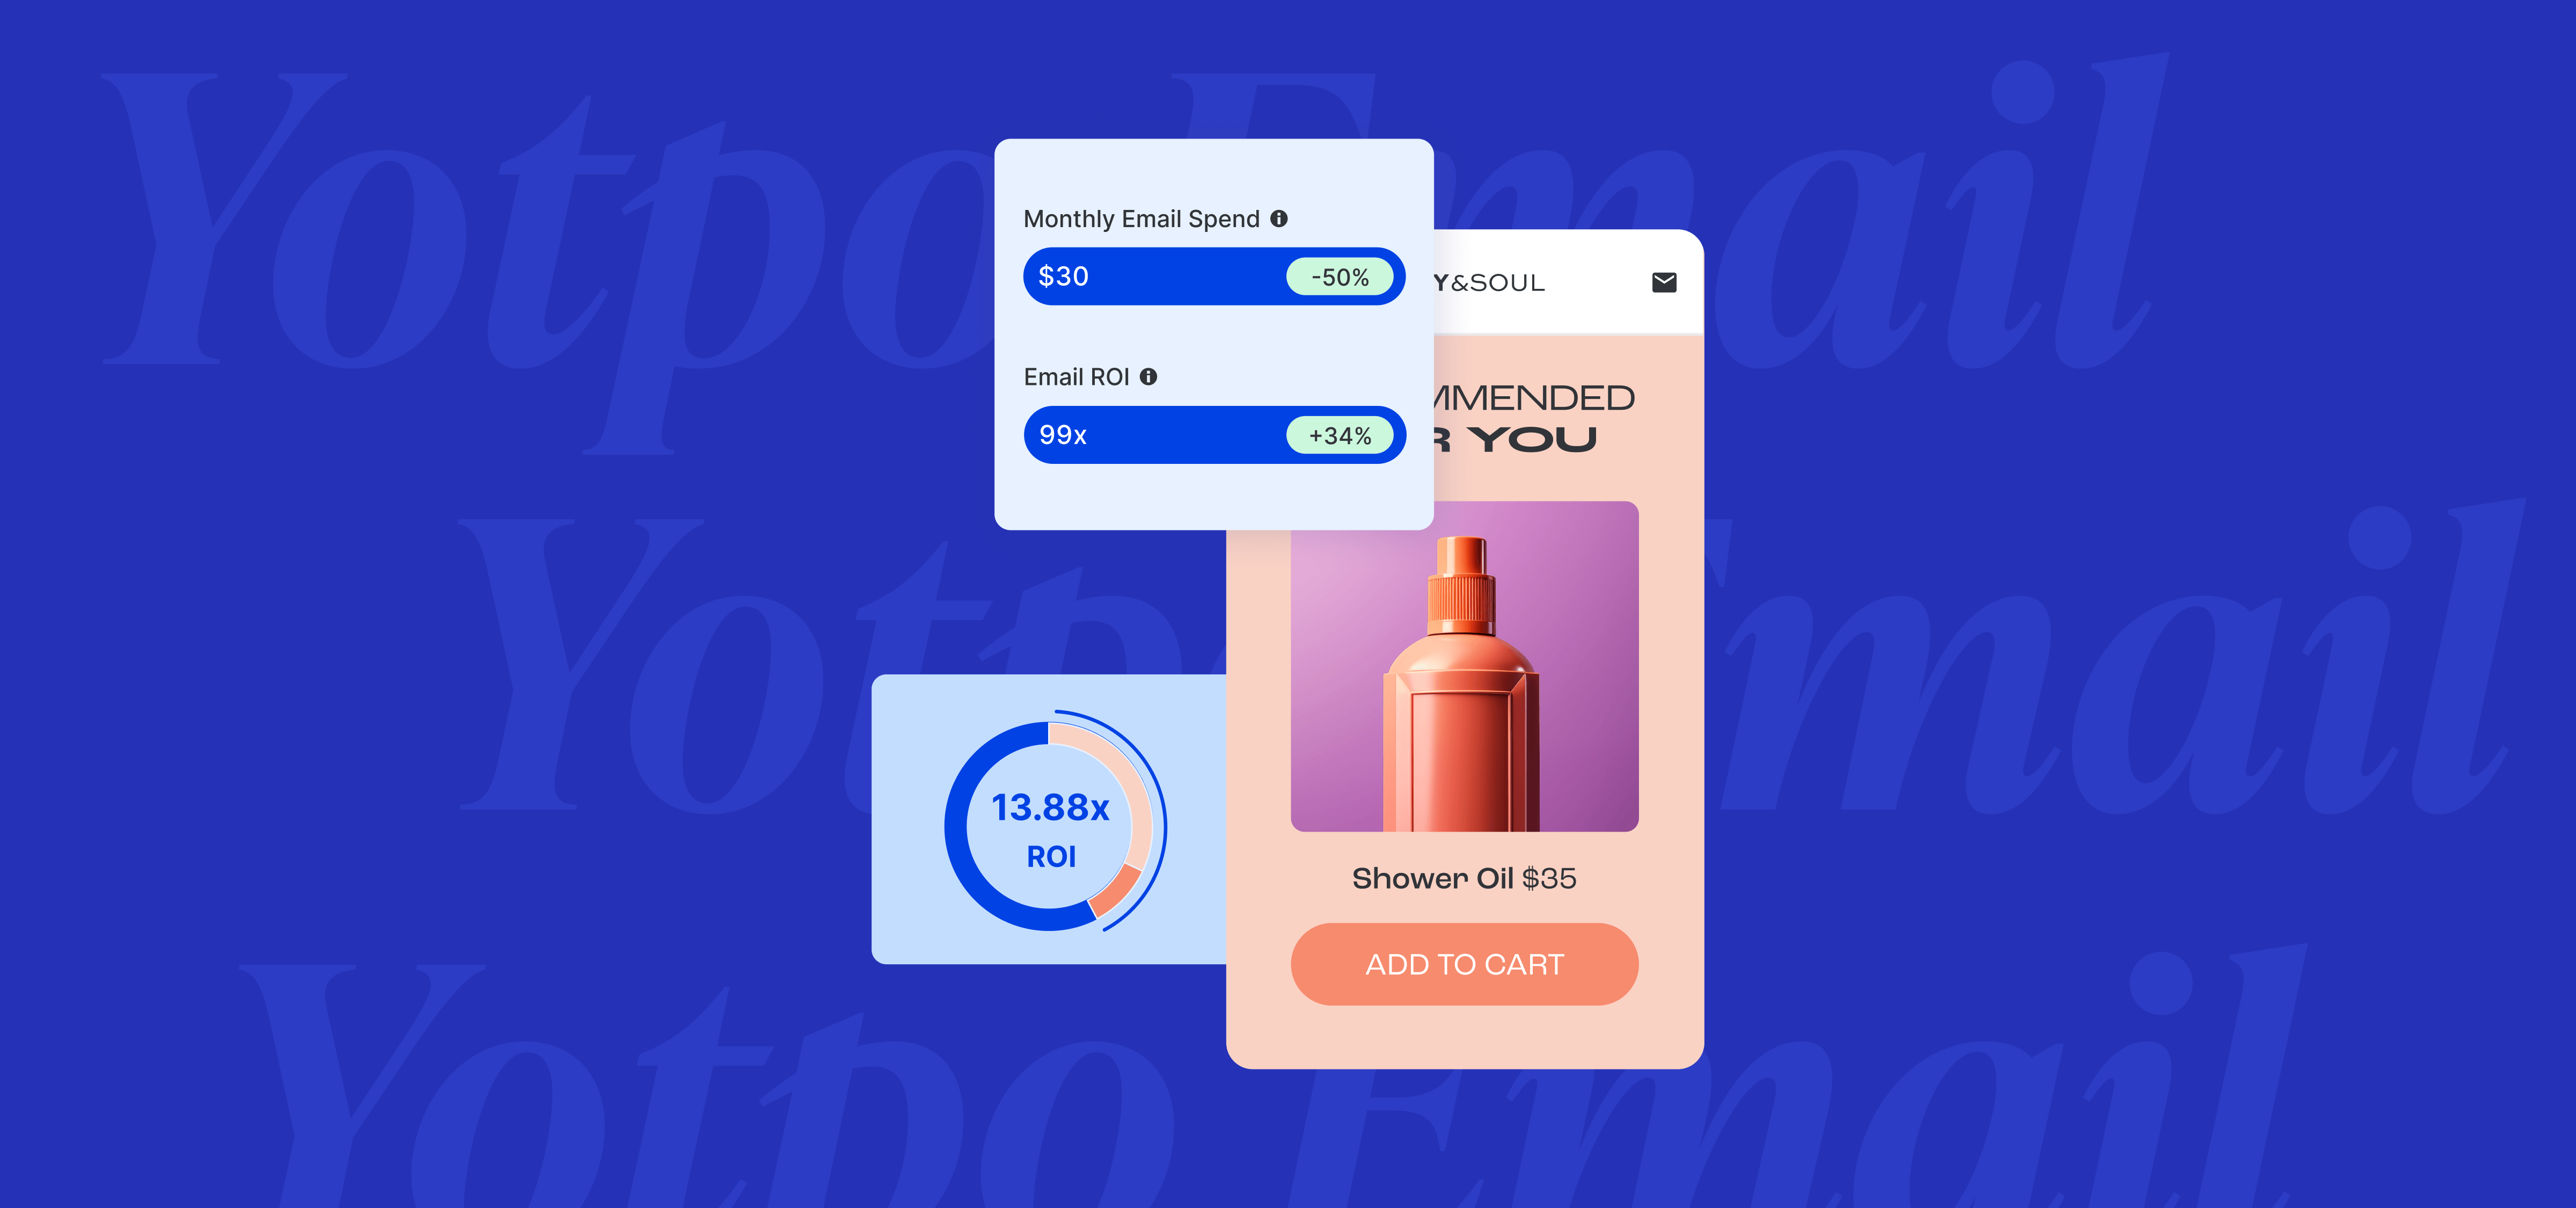 Yotpo Email
Monthly Email Spend
$30
-50%
Email ROI
99x
+34%
Y&SOUL
MMENDED
R YOU
Yotpo Email
13.88x
ROI
Shower Oil $35
ADD TO CART
Yotpo Email